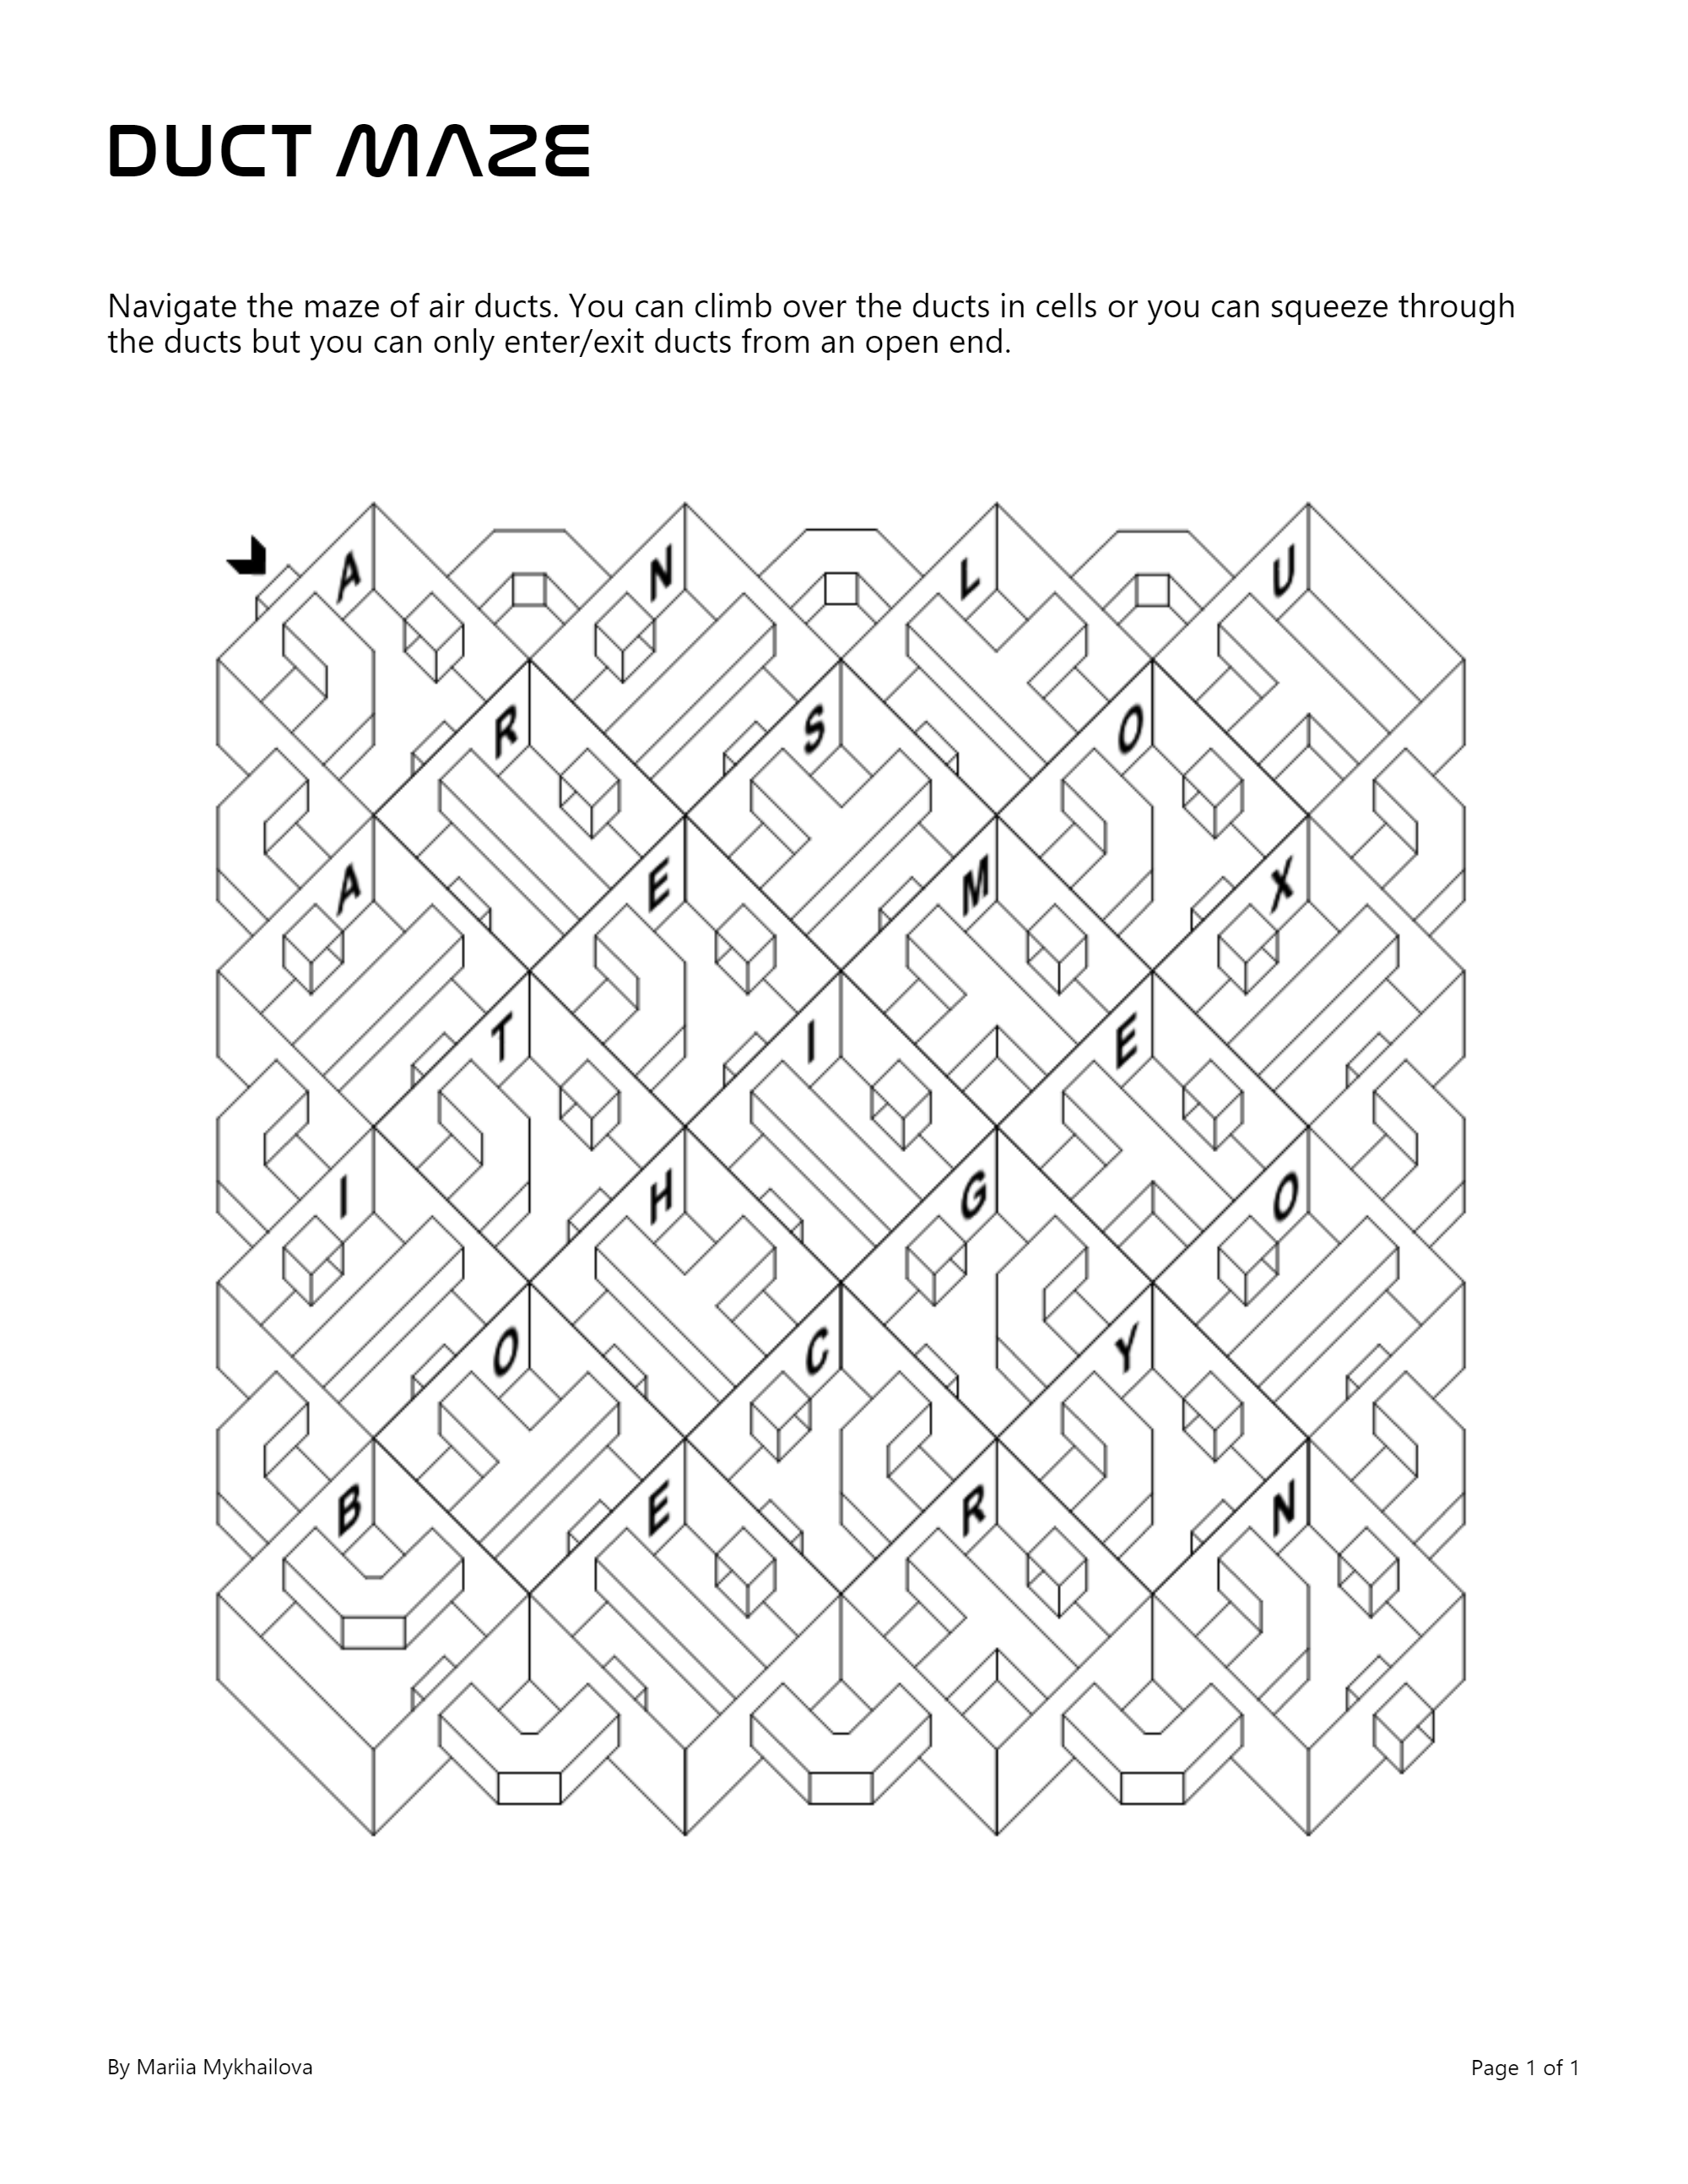 DUCT MAZE
Navigate the maze of air ducts. You can climb over the ducts in cells or you can squeeze through
the ducts but you can only enter/exit ducts from an open end.
A N L U
R S O
A E M X
T I E
I H G O
O C Y
B E R N
By Mariia Mykhailova
Page 1 of 1